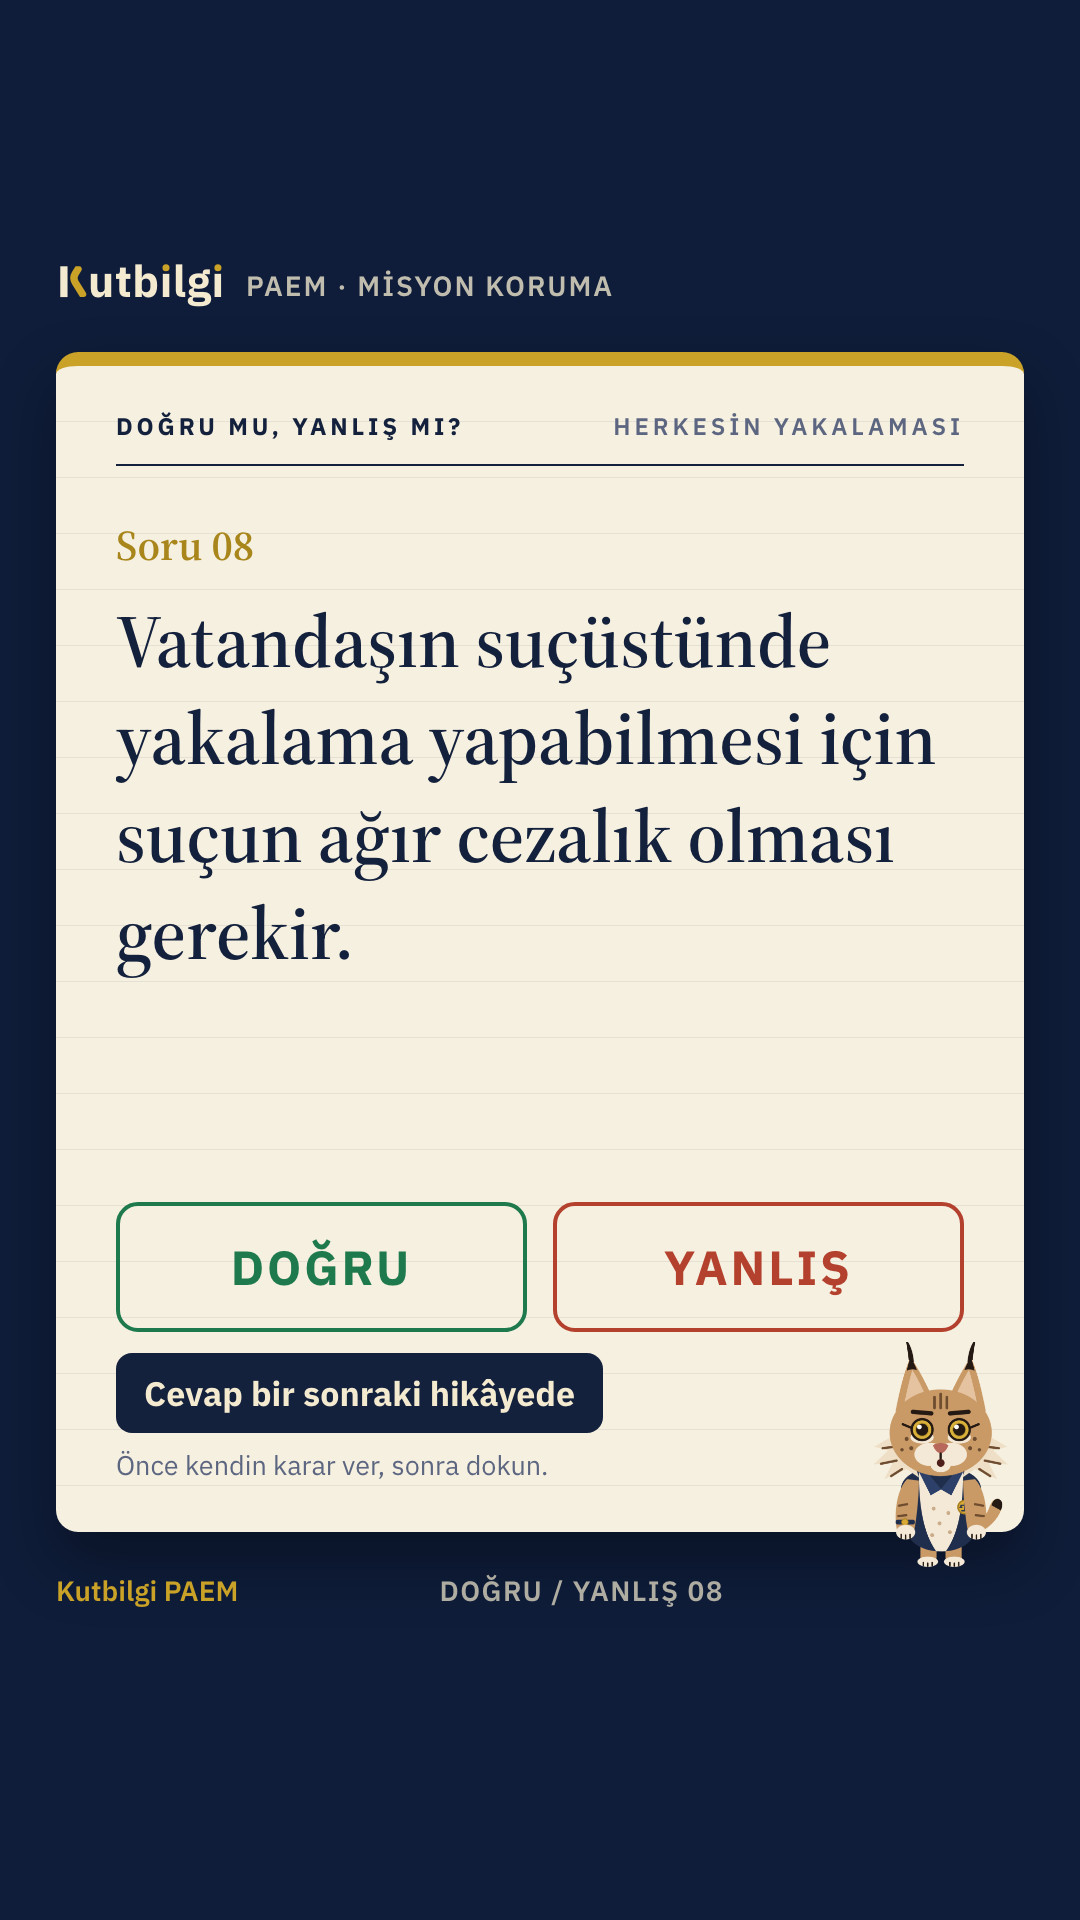 Kutbilgi PAEM · MİSYON KORUMA
DOĞRU MU, YANLIŞ MI? HERKESİN YAKALAMASI
Soru 08
Vatandaşın suçüstünde
yakalama yapabilmesi için
suçun ağır cezalık olması
gerekir.
DOĞRU YANLIŞ
Cevap bir sonraki hikâyede
Önce kendin karar ver, sonra dokun.
Kutbilgi PAEM DOĞRU / YANLIŞ 08